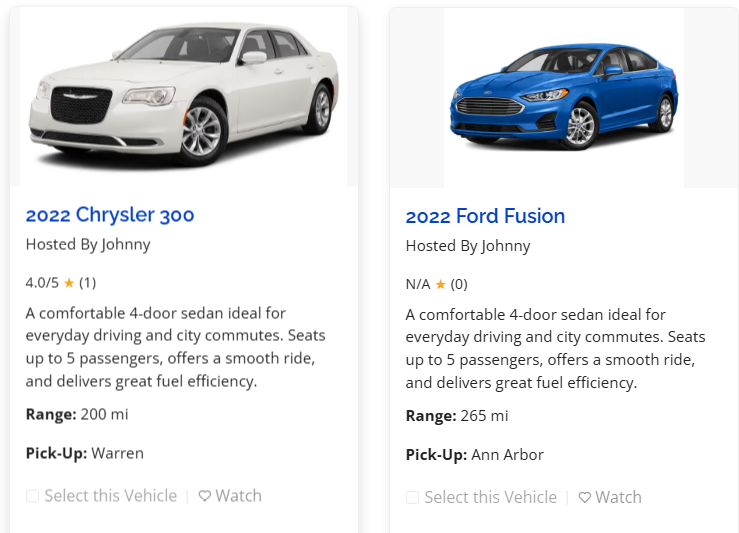 2022 Chrysler 300
Hosted By Johnny
4.0/5 ★ (1)
A comfortable 4-door sedan ideal for
everyday driving and city commutes. Seats
up to 5 passengers, offers a smooth ride,
and delivers great fuel efficiency.
Range: 200 mi
Pick-Up: Warren
Select this Vehicle | Watch
2022 Ford Fusion
Hosted By Johnny
N/A ★ (0)
A comfortable 4-door sedan ideal for
everyday driving and city commutes. Seats
up to 5 passengers, offers a smooth ride,
and delivers great fuel efficiency.
Range: 265 mi
Pick-Up: Ann Arbor
Select this Vehicle | Watch